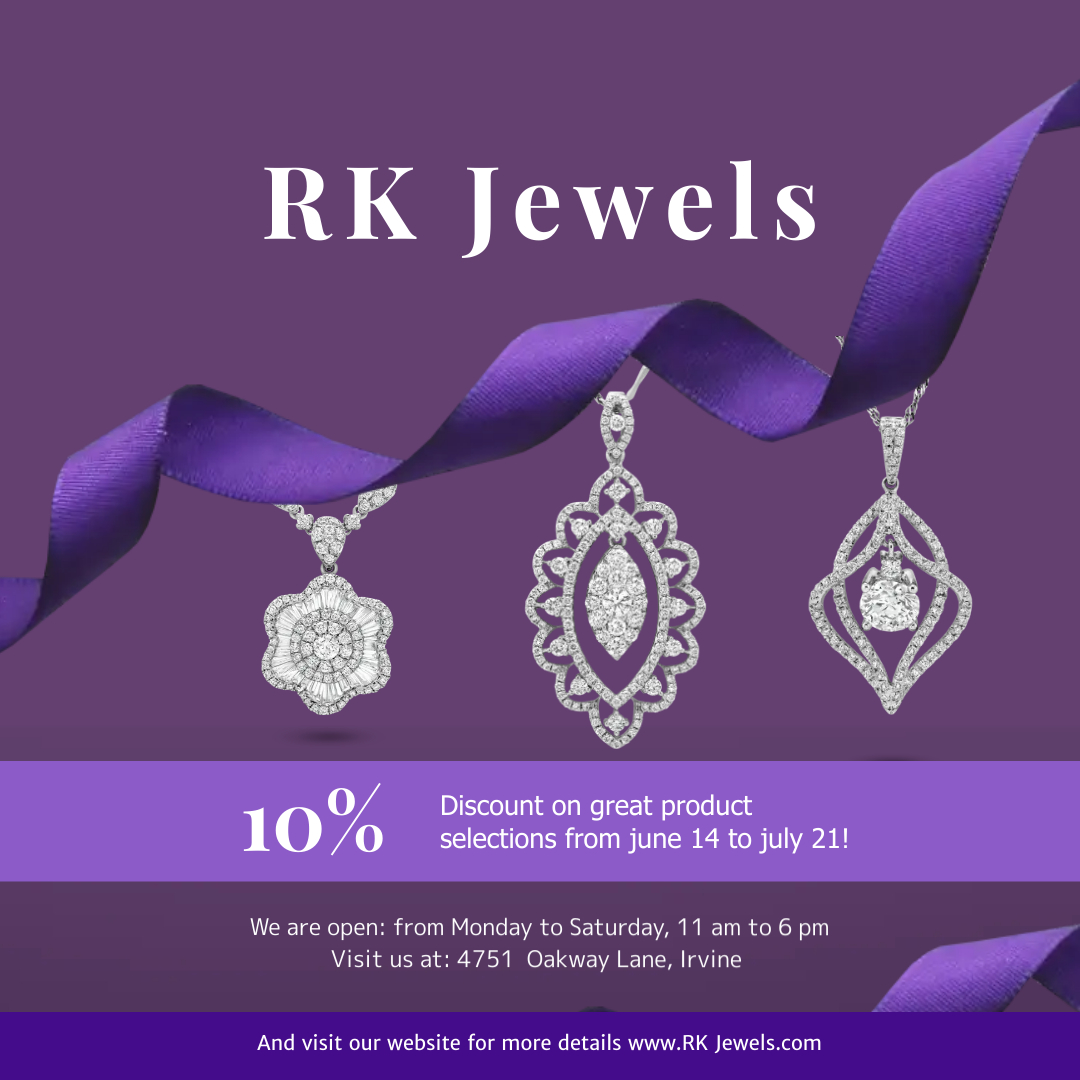 RK Jewels
10%
Discount on great product
selections from june 14 to july 21!
We are open: from Monday to Saturday, 11 am to 6 pm
Visit us at: 4751 Oakway Lane, Irvine
And visit our website for more details www.RK Jewels.com